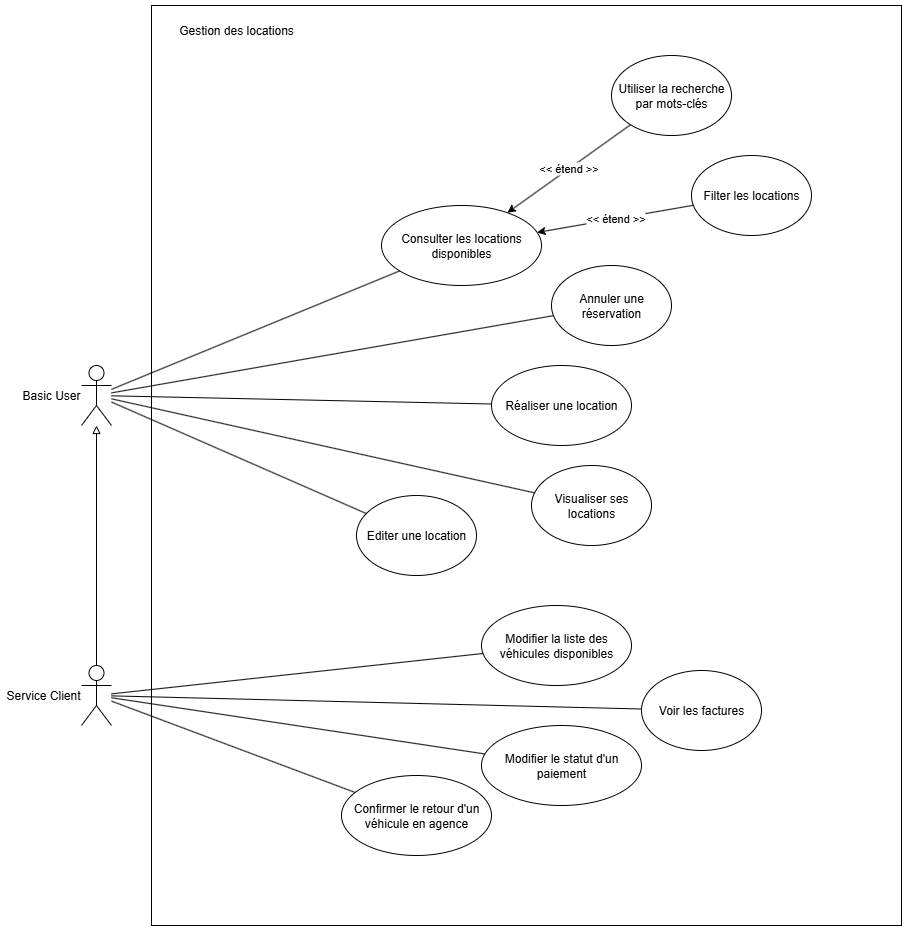 Gestion des locations
Utiliser la recherche
par mots-clés
<< étend >>
Filter les locations
<< étend >>
Consulter les locations
disponibles
Annuler une
réservation
Basic User
Réaliser une location
Visualiser ses
locations
Editer une location
Modifier la liste des
véhicules disponibles
Service Client
Voir les factures
Modifier le statut d'un
paiement
Confirmer le retour d'un
véhicule en agence